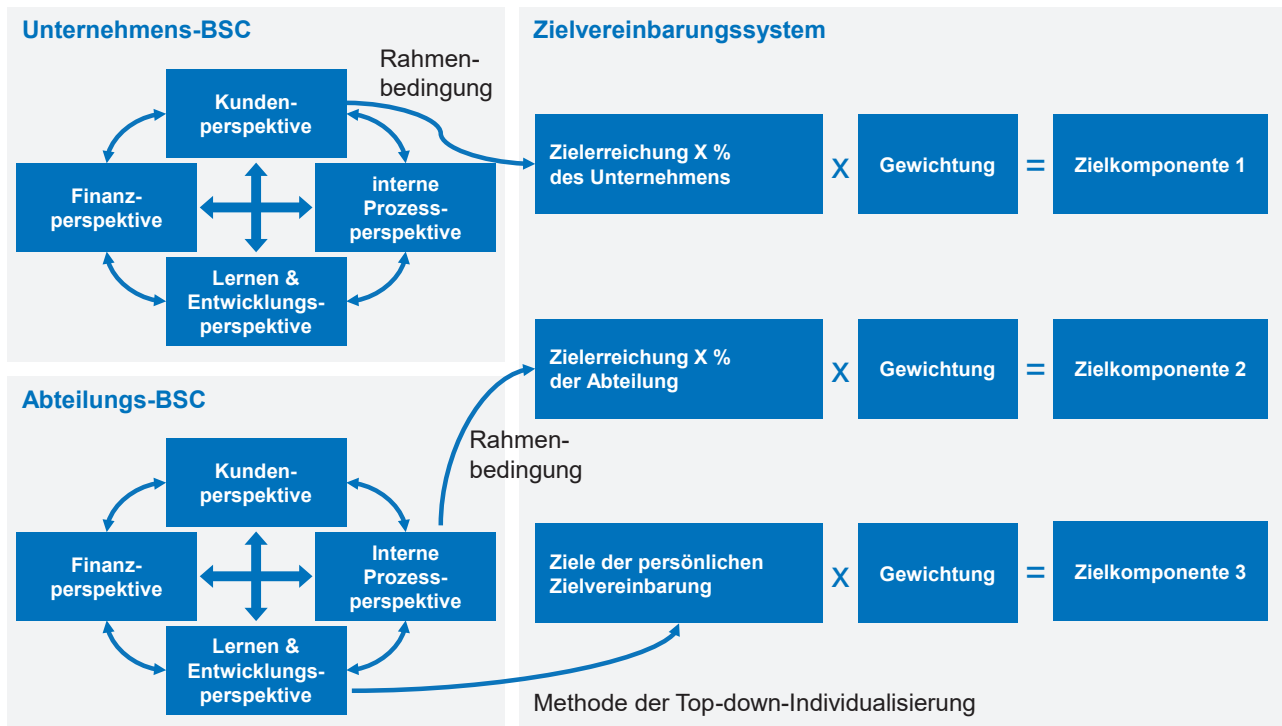 Unternehmens-BSC
Rahmen-
bedingung
Kunden-
perspektive
Finanz-
perspektive
interne
Prozess-
perspektive
Lernen &
Entwicklungs-
perspektive
Abteilungs-BSC
Rahmen-
bedingung
Kunden-
perspektive
Finanz-
perspektive
Interne
Prozess-
perspektive
Lernen &
Entwicklungs-
perspektive
Zielvereinbarungssystem
Zielerreichung X %
des Unternehmens
x
Gewichtung
=
Zielkomponente 1
Zielerreichung X %
der Abteilung
x
Gewichtung
=
Zielkomponente 2
Ziele der persönlichen
Zielvereinbarung
x
Gewichtung
=
Zielkomponente 3
Methode der Top-down-Individualisierung